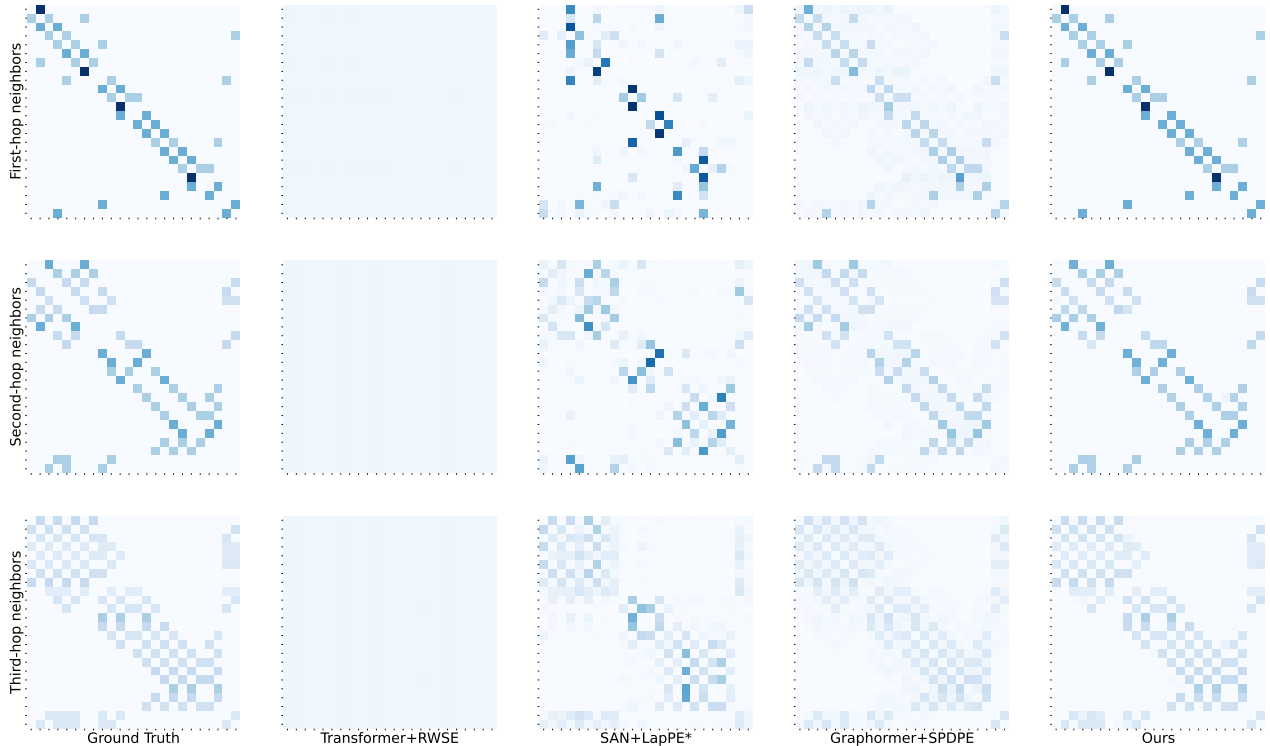 First-hop neighbors
Second-hop neighbors
Third-hop neighbors
Ground Truth
Transformer+RWSE
SAN+LapPE*
Graphormer+SPDPE
Ours